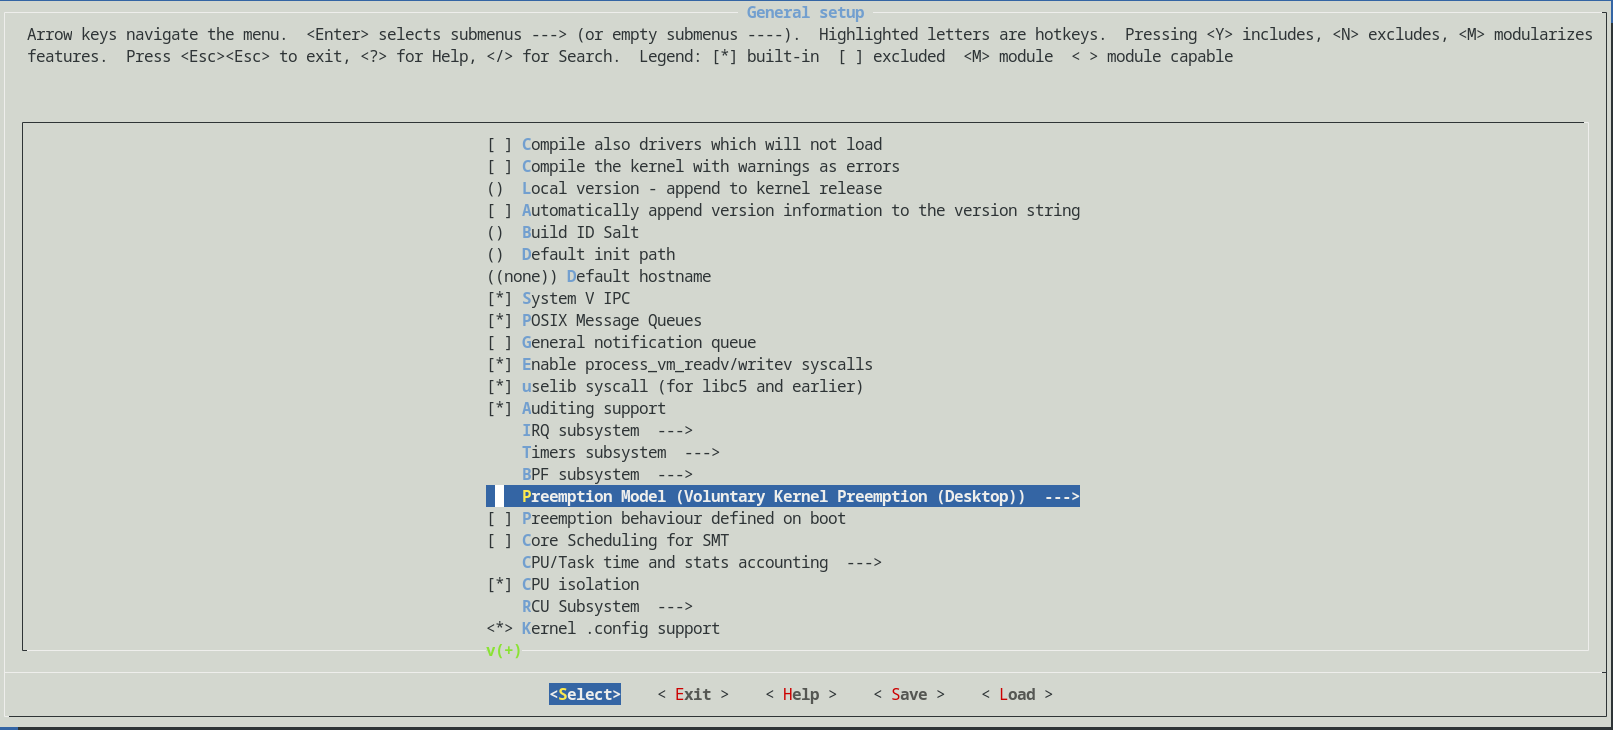 General setup
Arrow keys navigate the menu.  <Enter> selects submenus ---> (or empty submenus ----).  Highlighted letters are hotkeys.  Pressing <Y> includes, <N> excludes, <M> modularizes
features.  Press <Esc><Esc> to exit, <?> for Help, </> for Search.  Legend: [*] built-in  [ ] excluded  <M> module  < > module capable
[ ] Compile also drivers which will not load
[ ] Compile the kernel with warnings as errors
()  Local version - append to kernel release
[ ] Automatically append version information to the version string
()  Build ID Salt
()  Default init path
((none)) Default hostname
[*] System V IPC
[*] POSIX Message Queues
[ ] General notification queue
[*] Enable process_vm_readv/writev syscalls
[*] uselib syscall (for libc5 and earlier)
[*] Auditing support
IRQ subsystem  --->
Timers subsystem  --->
BPF subsystem  --->
Preemption Model (Voluntary Kernel Preemption (Desktop))  --->
[ ] Preemption behaviour defined on boot
[ ] Core Scheduling for SMT
CPU/Task time and stats accounting  --->
[*] CPU isolation
RCU Subsystem  --->
<*> Kernel .config support
v(+)
<Select>    < Exit >    < Help >    < Save >    < Load >